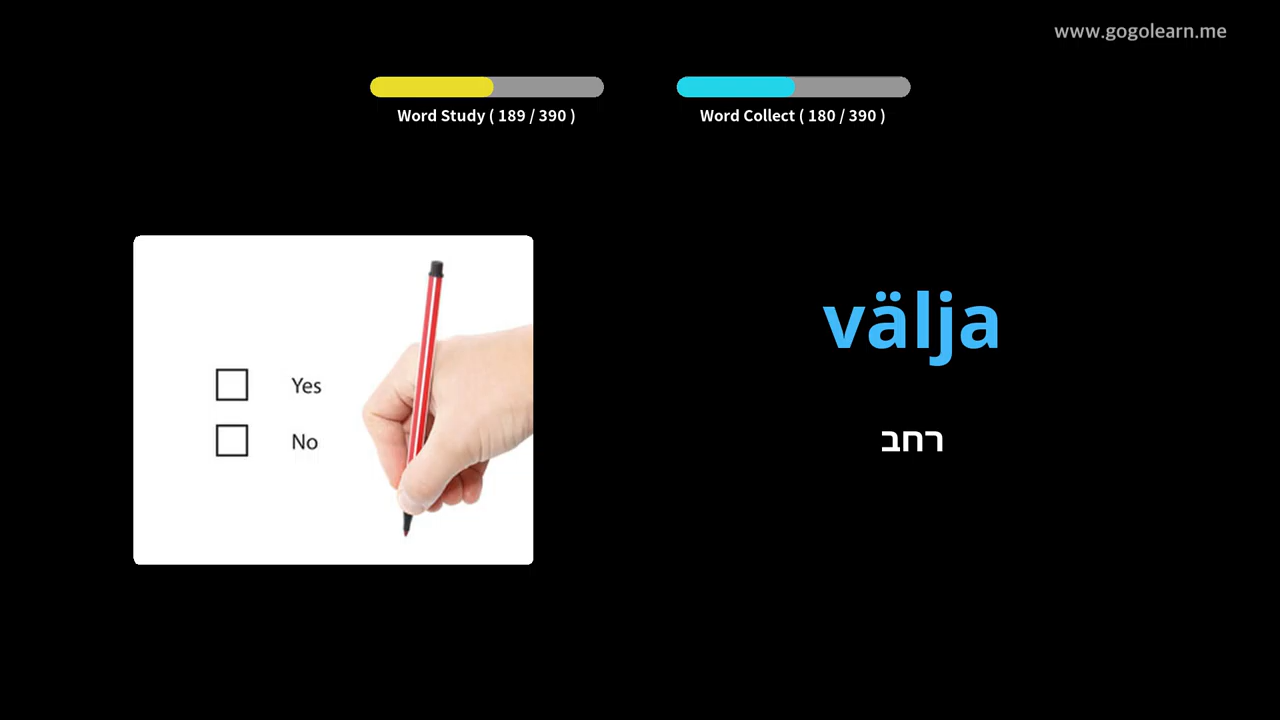 www.gogolearn.me
Word Study ( 189 / 390 )
Word Collect ( 180 / 390 )
Yes
No
välja
רחב